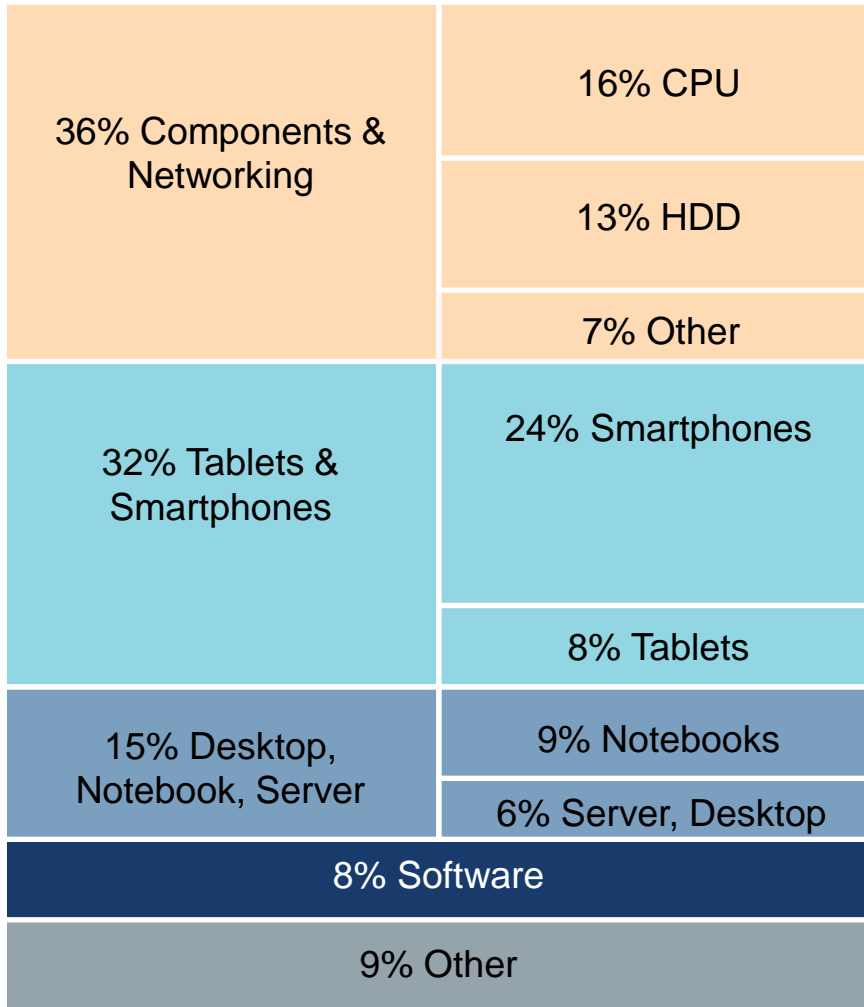 36% Components &
Networking
16% CPU
13% HDD
7% Other
32% Tablets &
Smartphones
24% Smartphones
8% Tablets
15% Desktop,
Notebook, Server
9% Notebooks
6% Server, Desktop
8% Software
9% Other